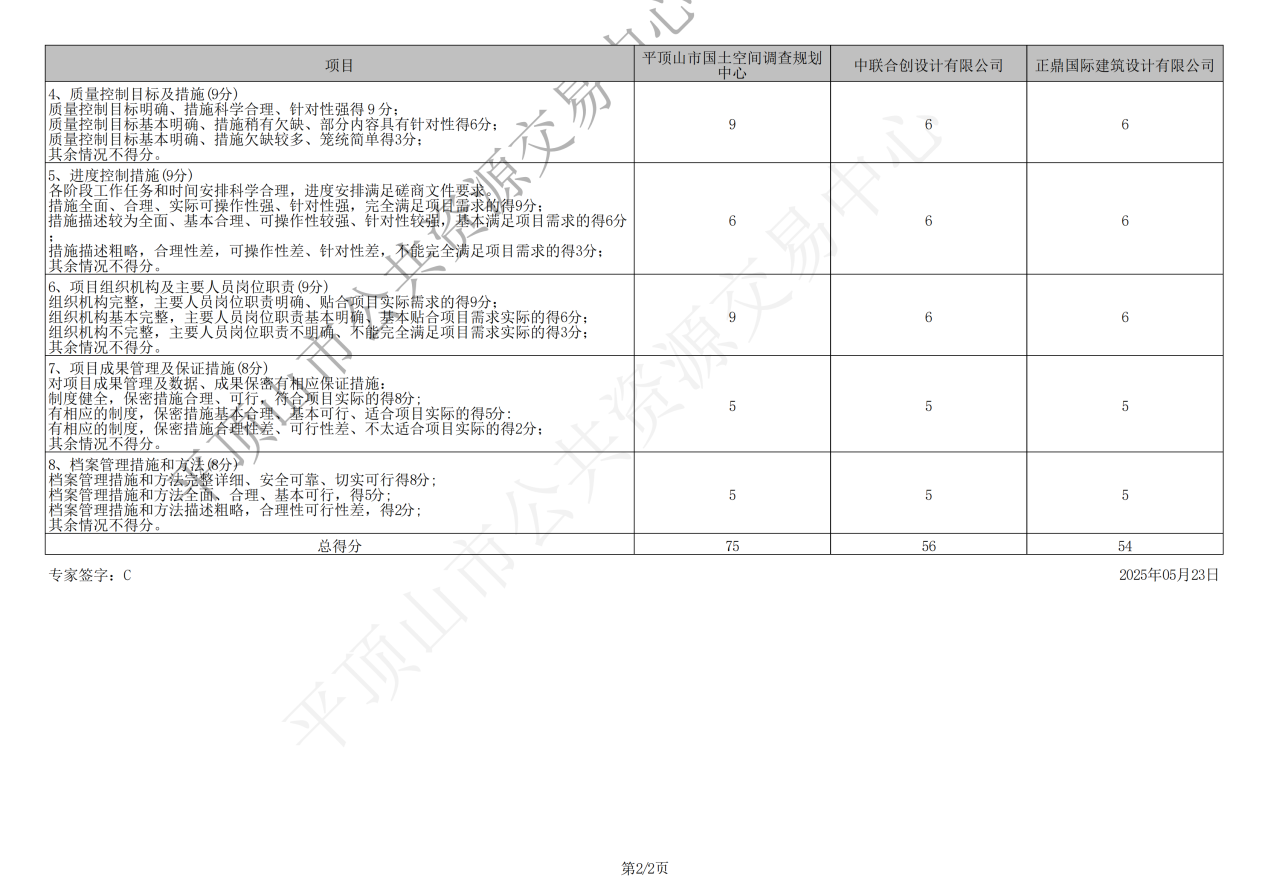 项目
平顶山市国土空间调查规划
中心
中联合创设计有限公司
正鼎国际建筑设计有限公司
4、质量控制目标及措施(9分)
质量控制目标明确、措施科学合理、针对性强得 9 分；
质量控制目标基本明确、措施稍有欠缺、部分内容具有针对性得6分；
质量控制目标基本明确、措施欠缺较多、笼统简单得3分；
其余情况不得分。
9
6
6
5、进度控制措施(9分)
各阶段工作任务和时间安排科学合理，进度安排满足磋商文件要求。
措施全面、合理、实际可操作性强、针对性强，完全满足项目需求的得9分；
措施描述较为全面、基本合理、可操作性较强、针对性较强，基本满足项目需求的得6分
；
措施描述粗略，合理性差，可操作性差、针对性差，不能完全满足项目需求的得3分；
其余情况不得分。
6
6
6
6、项目组织机构及主要人员岗位职责(9分)
组织机构完整，主要人员岗位职责明确、贴合项目实际需求的得9分；
组织机构基本完整，主要人员岗位职责基本明确、基本贴合项目需求实际的得6分；
组织机构不完整，主要人员岗位职责不明确、不能完全满足项目需求实际的得3分；
其余情况不得分。
9
6
6
7、项目成果管理及保证措施(8分)
对项目成果管理及数据、成果保密有相应保证措施：
制度健全，保密措施合理、可行，符合项目实际的得8分；
有相应的制度，保密措施基本合理、基本可行、适合项目实际的得5分：
有相应的制度，保密措施合理性差、可行性差、不太适合项目实际的得2分；
其余情况不得分。
5
5
5
8、档案管理措施和方法(8分)
档案管理措施和方法完整详细、安全可靠、切实可行得8分；
档案管理措施和方法全面、合理、基本可行，得5分；
档案管理措施和方法描述粗略，合理性可行性差，得2分；
其余情况不得分。
5
5
5
总得分
75
56
54
专家签字：C
2025年05月23日
平顶山市公共资源交易中心
平顶山市公共资源交易中心
第2/2页